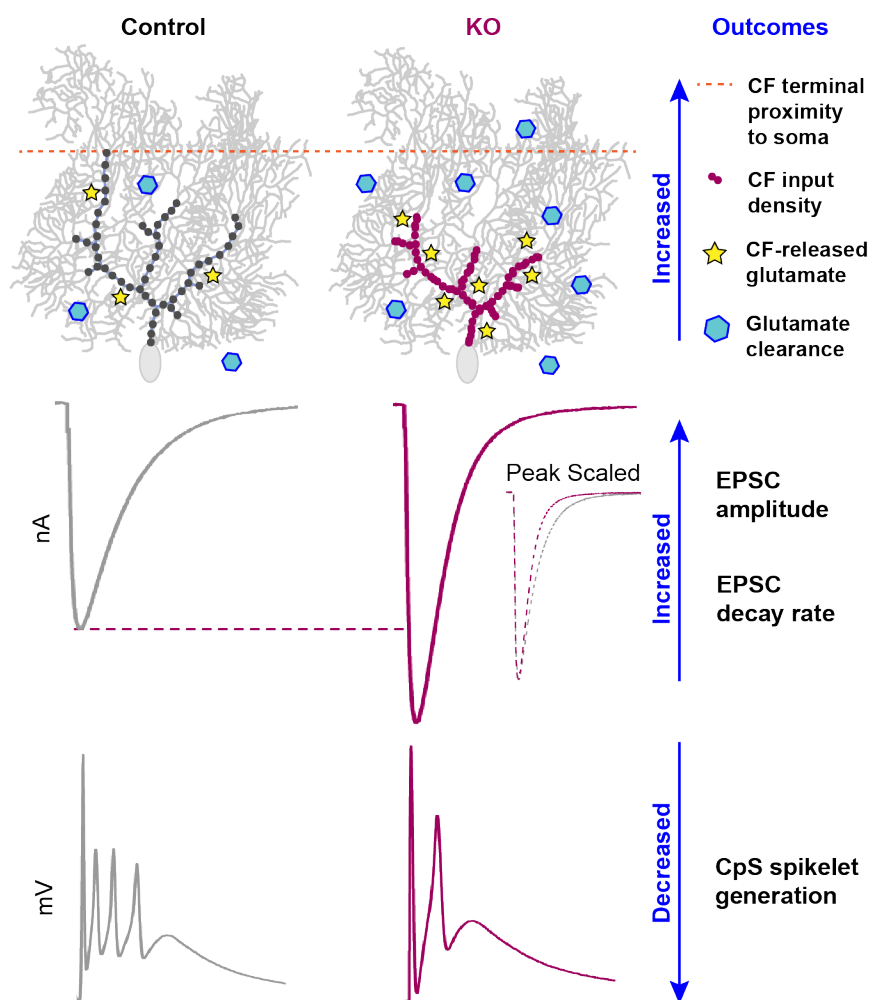 Control
KO
Outcomes
CF terminal
proximity
to soma
CF input
density
CF-released
glutamate
Glutamate
clearance
Increased
nA
Peak Scaled
Increased
EPSC
amplitude
EPSC
decay rate
mV
Decreased
CpS spikelet
generation